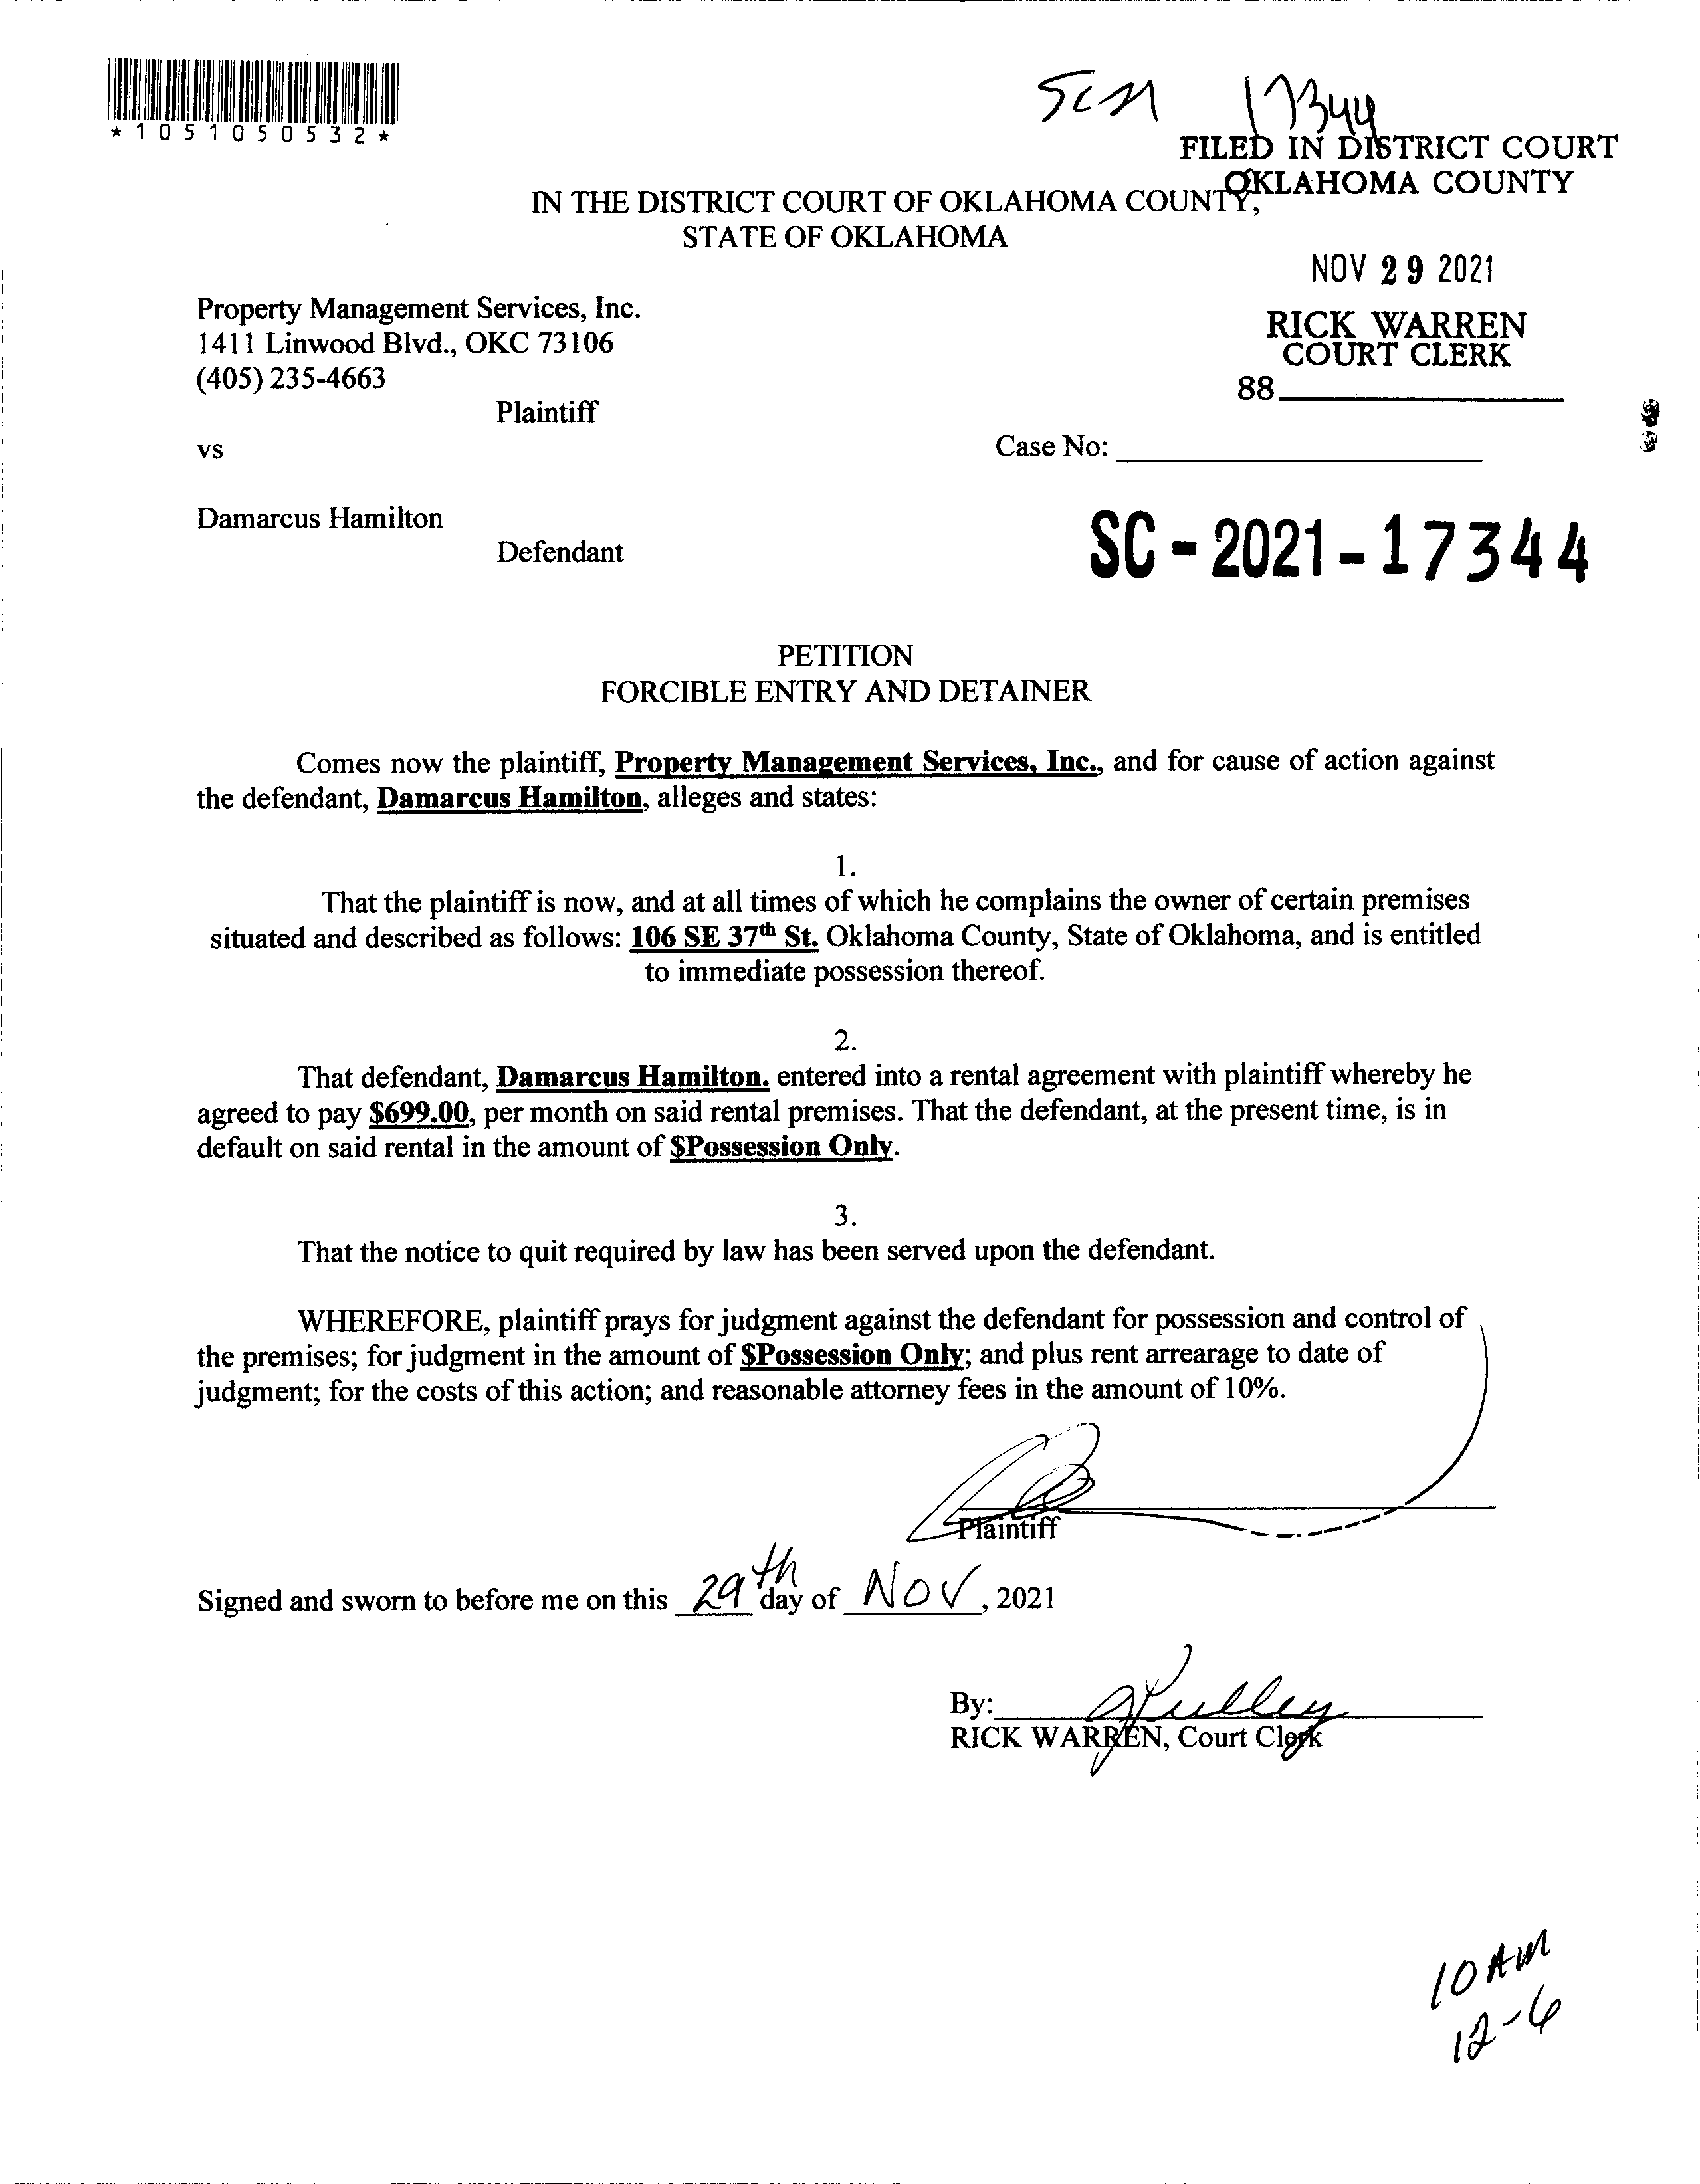 *1051050532*
SCM 17344
FILED IN DISTRICT COURT
OKLAHOMA COUNTY
IN THE DISTRICT COURT OF OKLAHOMA COUNTY,
STATE OF OKLAHOMA
NOV 29 2021
Property Management Services, Inc.
1411 Linwood Blvd., OKC 73106
(405) 235-4663
RICK WARREN
COURT CLERK
88
Plaintiff
vs
Case No:
Damarcus Hamilton
Defendant
SC-2021-17344
PETITION
FORCIBLE ENTRY AND DETAINER
Comes now the plaintiff, Property Management Services, Inc., and for cause of action against
the defendant, Damarcus Hamilton, alleges and states:
1.
That the plaintiff is now, and at all times of which he complains the owner of certain premises
situated and described as follows: 106 SE 37th St. Oklahoma County, State of Oklahoma, and is entitled
to immediate possession thereof.
2.
That defendant, Damarcus Hamilton. entered into a rental agreement with plaintiff whereby he
agreed to pay $699.00, per month on said rental premises. That the defendant, at the present time, is in
default on said rental in the amount of $Possession Only.
3.
That the notice to quit required by law has been served upon the defendant.
WHEREFORE, plaintiff prays for judgment against the defendant for possession and control of
the premises; for judgment in the amount of $Possession Only; and plus rent arrearage to date of
judgment; for the costs of this action; and reasonable attorney fees in the amount of 10%.
Plaintiff
Signed and sworn to before me on this 29th day of NOV, 2021
By:
RICK WARREN, Court Clerk
10 AM
12-6